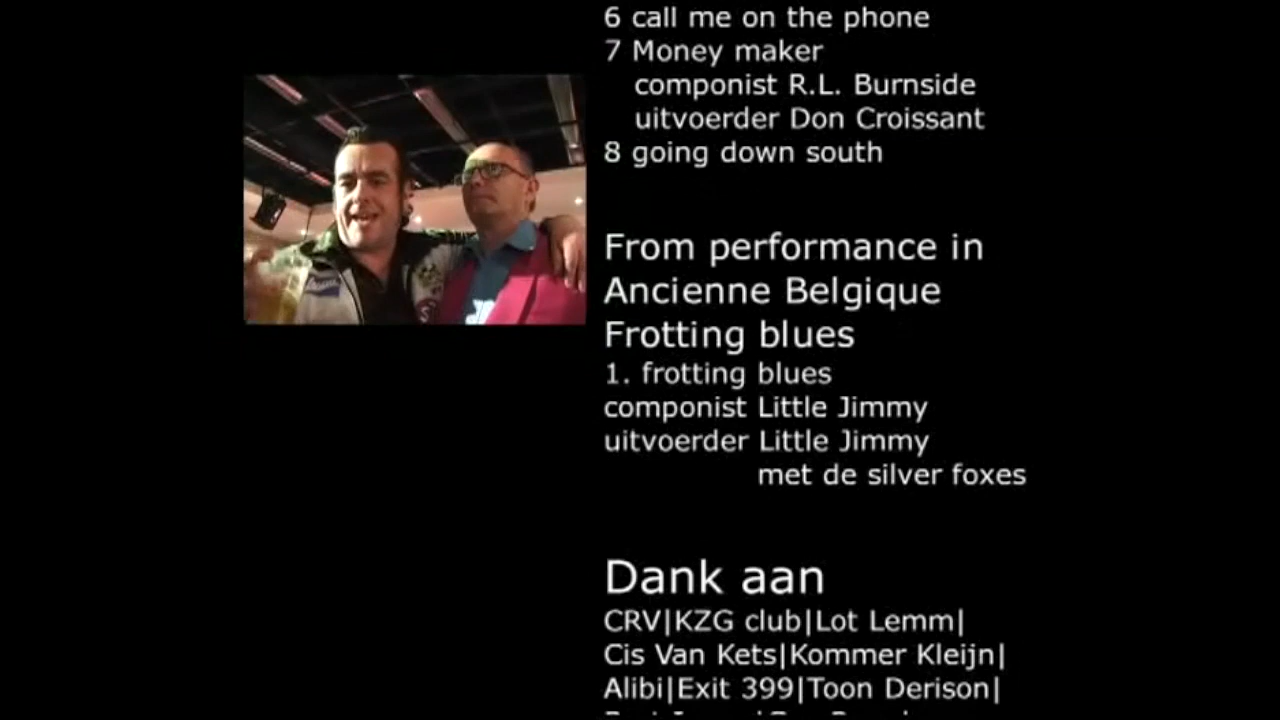 6 call me on the phone
7 Money maker
componist R.L. Burnside
uitvoerder Don Croissant
8 going down south
From performance in
Ancienne Belgique
Frotting blues
1. frotting blues
componist Little Jimmy
uitvoerder Little Jimmy
met de silver foxes
Dank aan
CRV|KZG club|Lot Lemm|
Cis Van Kets|Kommer Kleijn|
Alibi|Exit 399|Toon Derison|